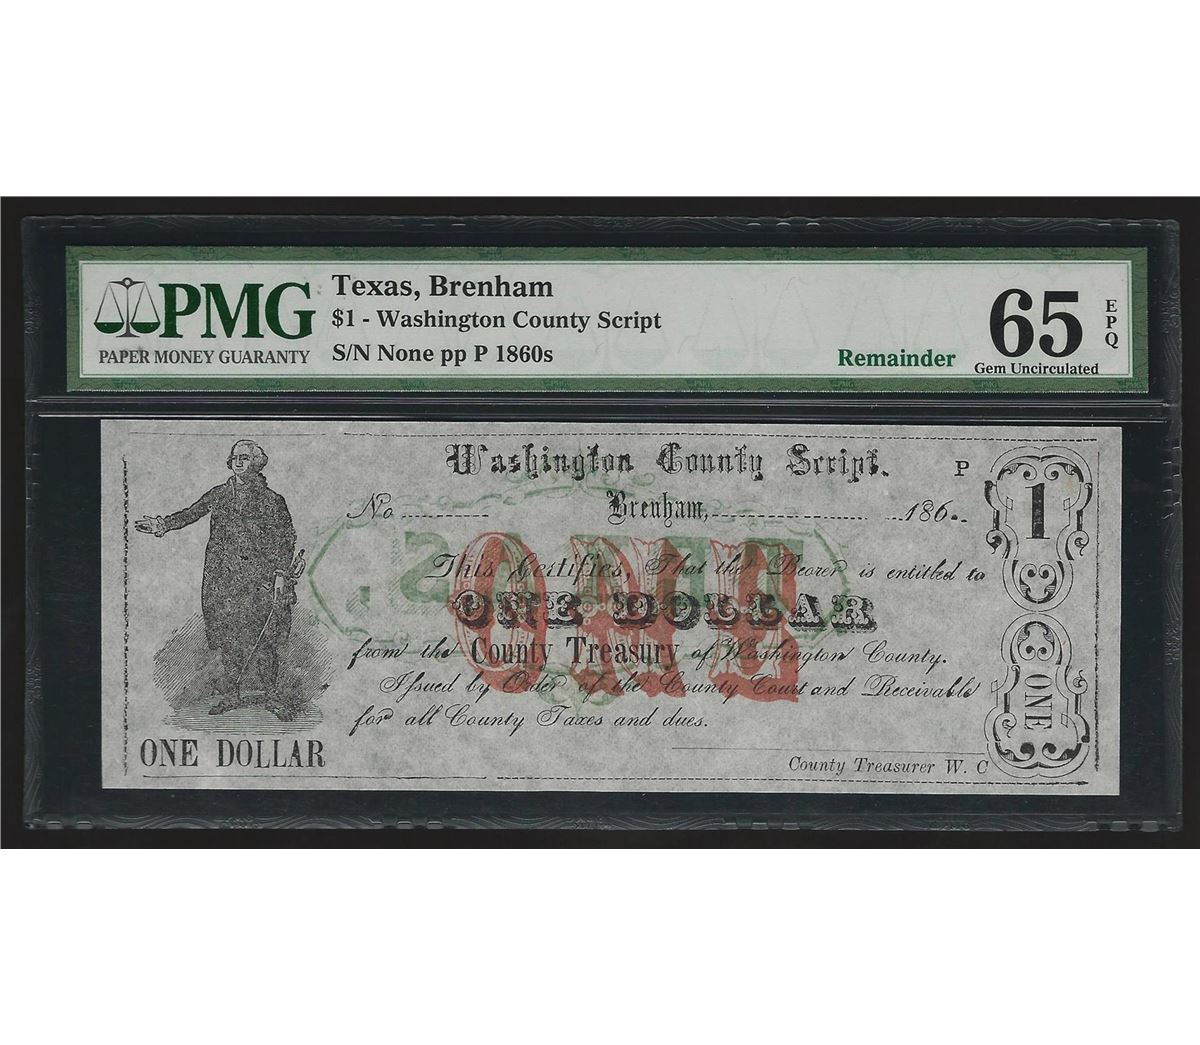 PMG
PAPER MONEY GUARANTY
Texas, Brenham
$1 - Washington County Script
S/N None pp P 1860s
Remainder
65 EPQ
Gem Uncirculated
Washington County Script.
P
No
Brenham, 186
This Certifies, That the Bearer is entitled to
ONE DOLLAR
from the County Treasury of Washington County.
Issued by Order of the County Court and Receivable
for all County Taxes and dues.
County Treasurer W. C
ONE DOLLAR
1
ONE